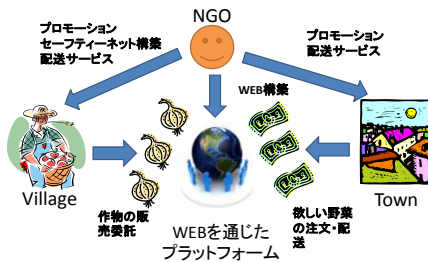 NGO
プロモーション
セーフティーネット構築
配送サービス
プロモーション
配送サービス
WEB構築
Village
作物の販
売委託
WEBを通じた
プラットフォーム
欲しい野菜
の注文・配
送
Town